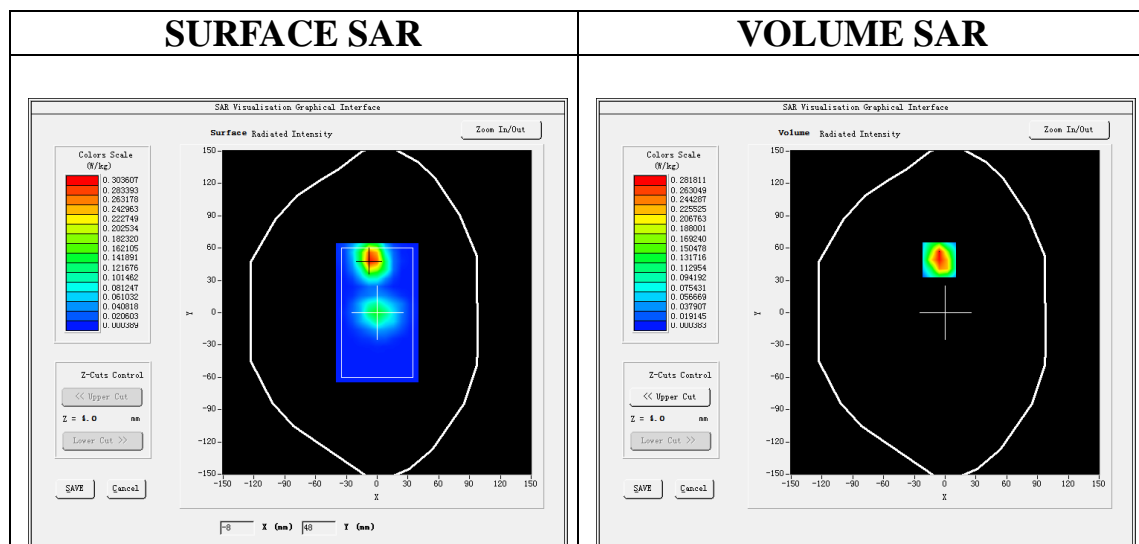 SURFACE SAR
VOLUME SAR
SAR Visualisation Graphical Interface
Surface Radiated Intensity
Zoom In/Out
Colors Scale
(W/kg)
0.303607
0.283393
0.263178
0.242963
0.222749
0.202534
0.182320
0.162105
0.141891
0.121676
0.101462
0.081247
0.061032
0.040818
0.020603
0.000389
150
120
90
60
30
0
-30
-60
-90
-120
-150
Y
-150 -120 -90 -60 -30 0 30 60 90 120 150
X
Z-Cuts Control
<< Upper Cut
Z = 4.0 mm
Lower Cut >>
SAVE Cancel
-8 X (mm) 48 Y (mm)
SAR Visualisation Graphical Interface
Volume Radiated Intensity
Zoom In/Out
Colors Scale
(W/kg)
0.281811
0.263049
0.244287
0.225525
0.206763
0.188001
0.169240
0.150478
0.131716
0.112954
0.094192
0.075431
0.056669
0.037907
0.019145
0.000383
150
120
90
60
30
0
-30
-60
-90
-120
-150
Y
-150 -120 -90 -60 -30 0 30 60 90 120 150
X
Z-Cuts Control
<< Upper Cut
Z = 4.0 mm
Lower Cut >>
SAVE Cancel